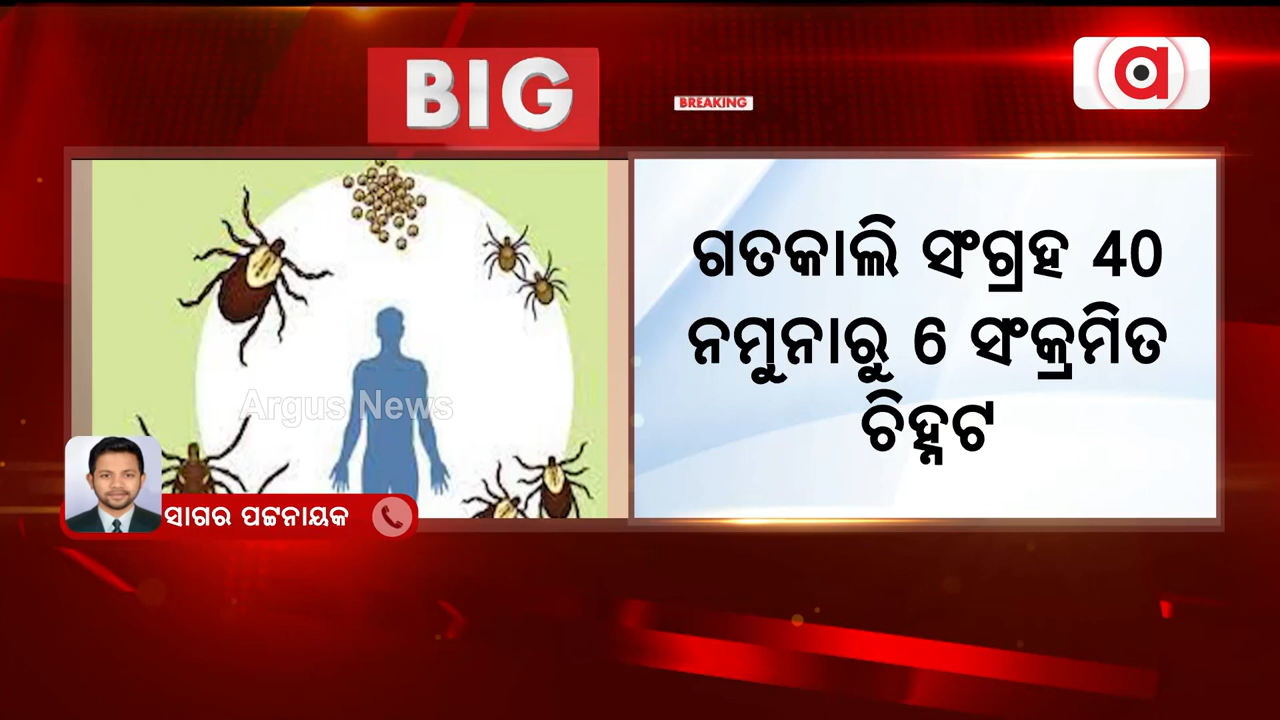 BIG
BREAKING
a
ଗତକାଲି ସଂଗ୍ରହ 40
ନମୁନାରୁ 6 ସଂକ୍ରମିତ
ଚିହ୍ନଟ
Argus News
ସାଗର ପଟ୍ଟନାୟକ